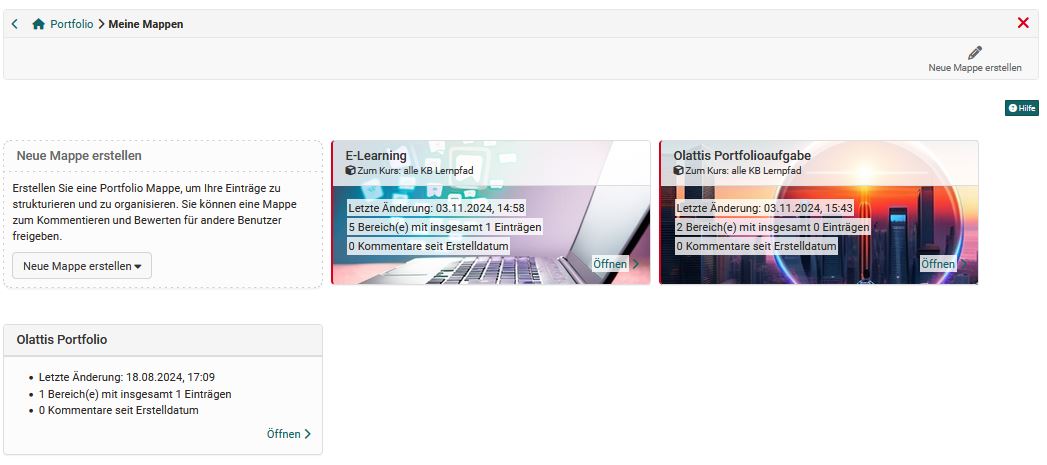 Portfolio Meine Mappen
Neue Mappe erstellen
Hilfe
Neue Mappe erstellen
Erstellen Sie eine Portfolio Mappe, um Ihre Einträge zu
strukturieren und zu organisieren. Sie können eine Mappe
zum Kommentieren und Bewerten für andere Benutzer
freigeben.
Neue Mappe erstellen
E-Learning
Zum Kurs: alle KB Lernpfad
Letzte Änderung: 03.11.2024, 14:58
5 Bereich(e) mit insgesamt 1 Einträgen
0 Kommentare seit Erstelldatum
Öffnen
Olattis Portfolioaufgabe
Zum Kurs: alle KB Lernpfad
Letzte Änderung: 03.11.2024, 15:43
2 Bereich(e) mit insgesamt 0 Einträgen
0 Kommentare seit Erstelldatum
Öffnen
Olattis Portfolio
Letzte Änderung: 18.08.2024, 17:09
1 Bereich(e) mit insgesamt 1 Einträgen
0 Kommentare seit Erstelldatum
Öffnen